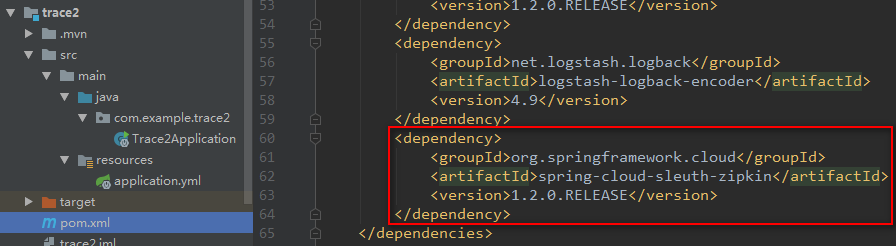 trace2
.mvn
src
main
java
com.example.trace2
Trace2Application
resources
application.yml
target
pom.xml
trace2.iml
53 <version>1.2.0.RELEASE</version>
54 </dependency>
55 <dependency>
56 <groupId>net.logstash.logback</groupId>
57 <artifactId>logstash-logback-encoder</artifactId>
58 <version>4.9</version>
59 </dependency>
60 <dependency>
61 <groupId>org.springframework.cloud</groupId>
62 <artifactId>spring-cloud-sleuth-zipkin</artifactId>
63 <version>1.2.0.RELEASE</version>
64 </dependency>
65 </dependencies>